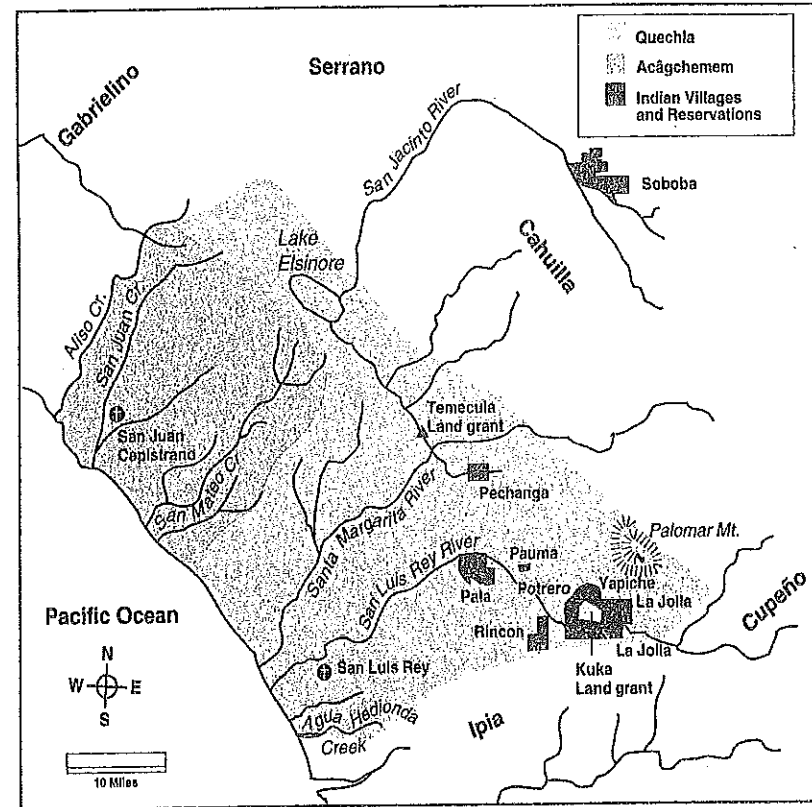 Quechla
Acâgchemem
Indian Villages
and Reservations
Serrano
Gabrielino
San Jacinto River
Soboba
Lake
Elsinore
Cahuilla
Aliso Cr.
San Juan Cr.
San Juan
Capistrano
Temecula
Land grant
San Mateo Cr.
Santa Margarita River
Pechanga
Palomar Mt.
San Luis Rey River
Pauma
Pala
Potrero
Yapiche
La Jolla
Cupeño
Pacific Ocean
Rincon
La Jolla
San Luis Rey
Kuka
Land grant
N
W E
S
Agua Hedionda
Creek
Ipia
10 Miles